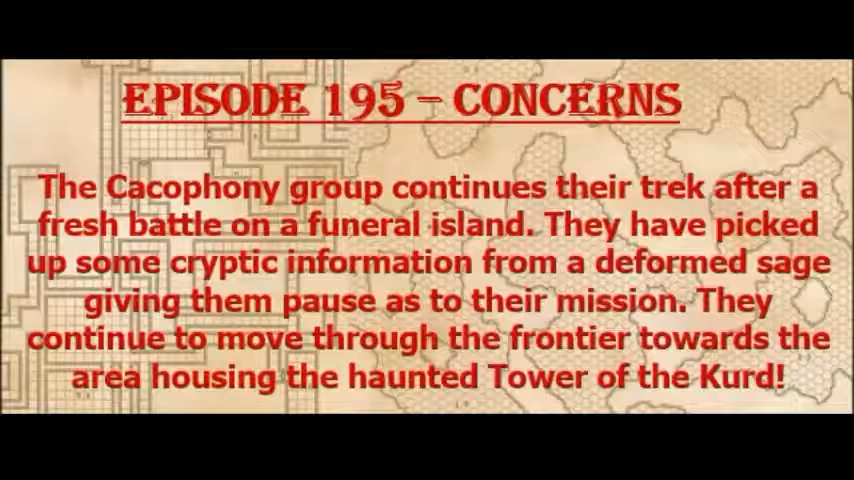 EPISODE 195 – CONCERNS
The Cacophony group continues their trek after a
fresh battle on a funeral island. They have picked
up some cryptic information from a deformed sage
giving them pause as to their mission. They
continue to move through the frontier towards the
area housing the haunted Tower of the Kurd!